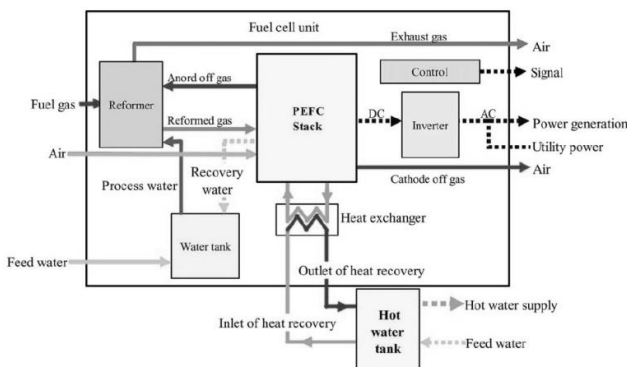 Fuel cell unit
Exhaust gas
Air
Anord off gas
Control
Signal
Fuel gas
Reformer
PEFC
Stack
DC
Inverter
AC
Power generation
Reformed gas
Utility power
Air
Recovery
water
Process water
Cathode off gas
Air
Heat exchanger
Water tank
Feed water
Outlet of heat recovery
Hot water supply
Inlet of heat recovery
Hot
water
tank
Feed water